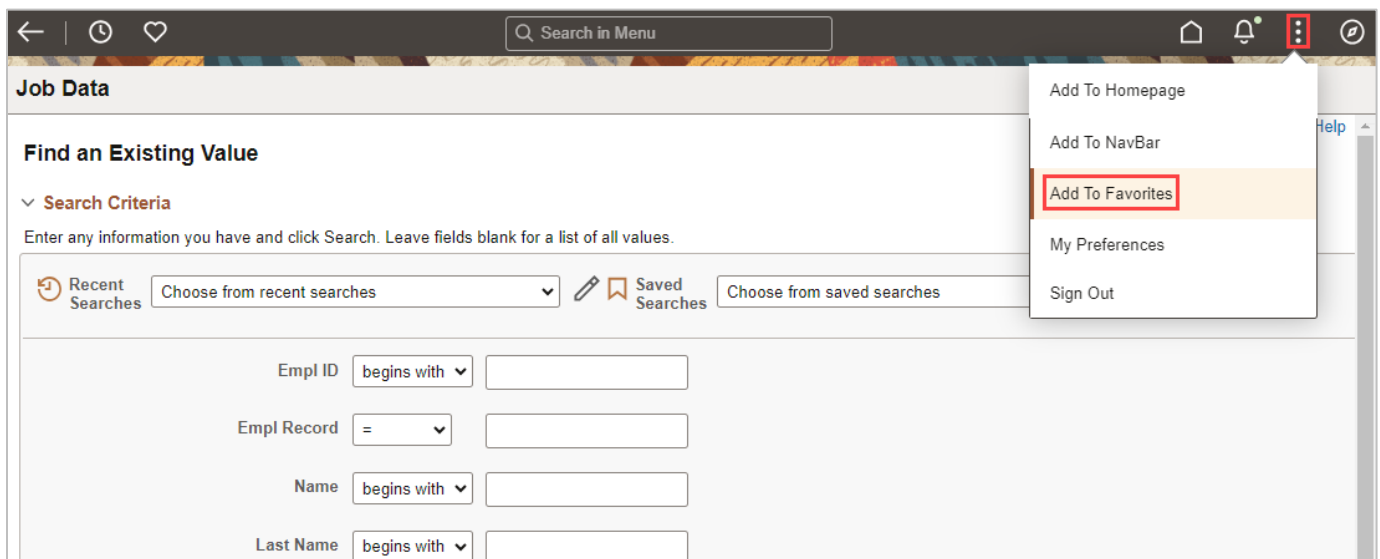 Search in Menu
Job Data
Add To Homepage
Help
Add To NavBar
Find an Existing Value
Add To Favorites
Search Criteria
Enter any information you have and click Search. Leave fields blank for a list of all values.
My Preferences
Recent Searches
Choose from recent searches
Saved Searches
Choose from saved searches
Sign Out
Empl ID begins with
Empl Record =
Name begins with
Last Name begins with